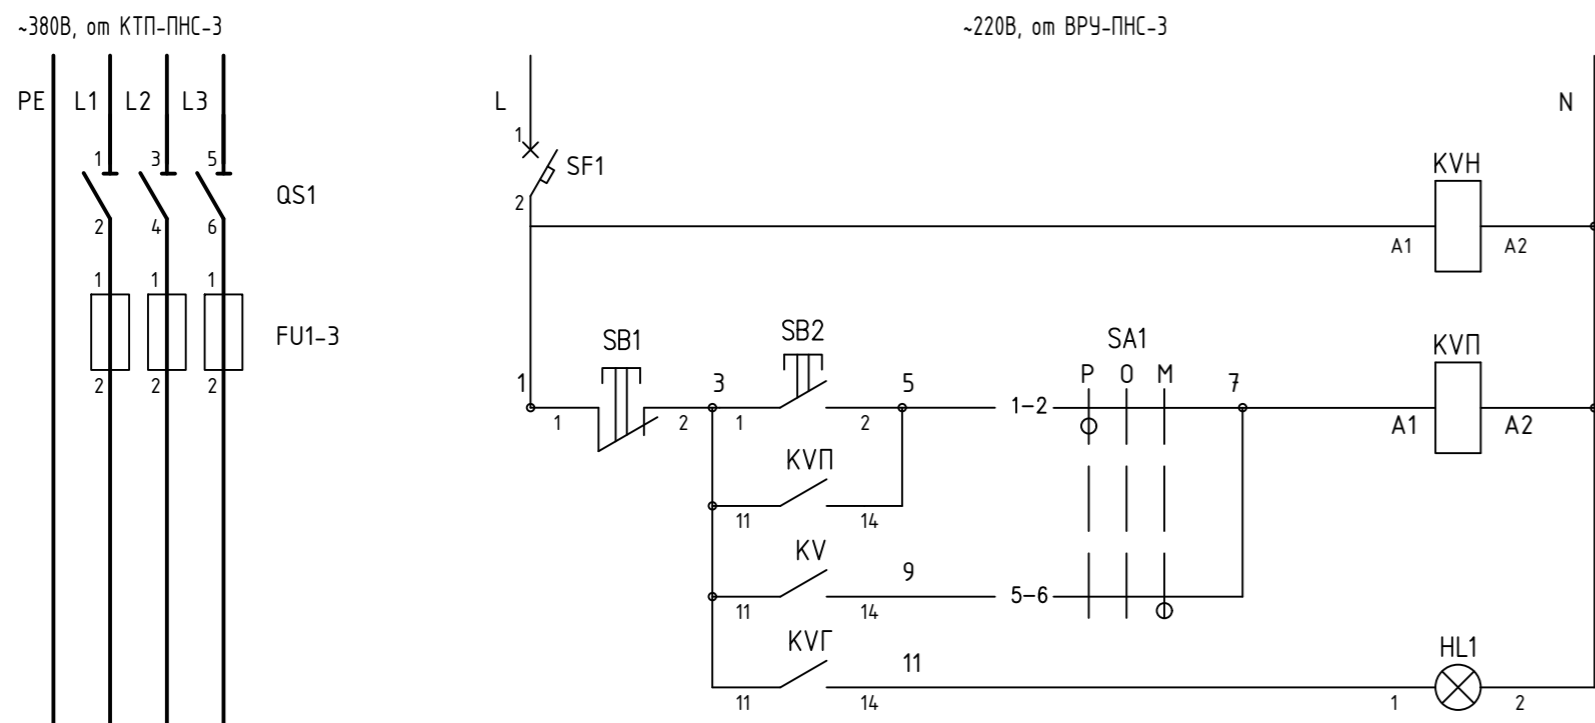 ~380В, от КТП-ПНС-3
~220В, от ВРУ-ПНС-3
PE L1 L2 L3
L
N
1 3 5
QS1
2 4 6
1
SF1
2
KVН
A1 A2
1 1 1
FU1-3
2 2 2
SB1
SB2
SA1
P O M
KVП
1
1 2
3
1 2
5
1-2
7
A1 A2
KVП
11 14
KV
11 14
9
5-6
KVГ
11 14
11
HL1
1 2